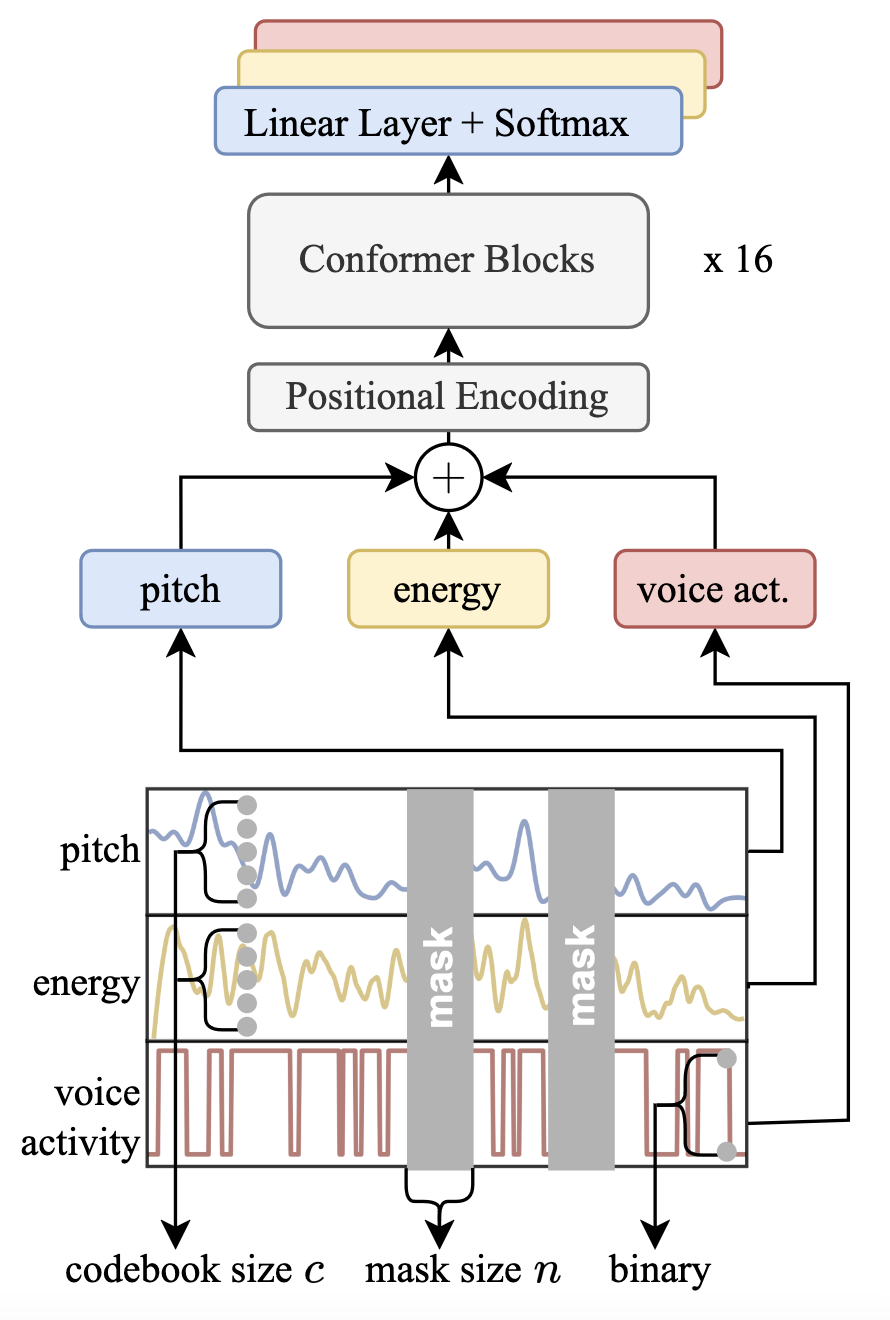 Linear Layer + Softmax
Conformer Blocks
x 16
Positional Encoding
+
pitch
energy
voice act.
pitch
energy
voice
activity
mask
mask
codebook size c
mask size n
binary